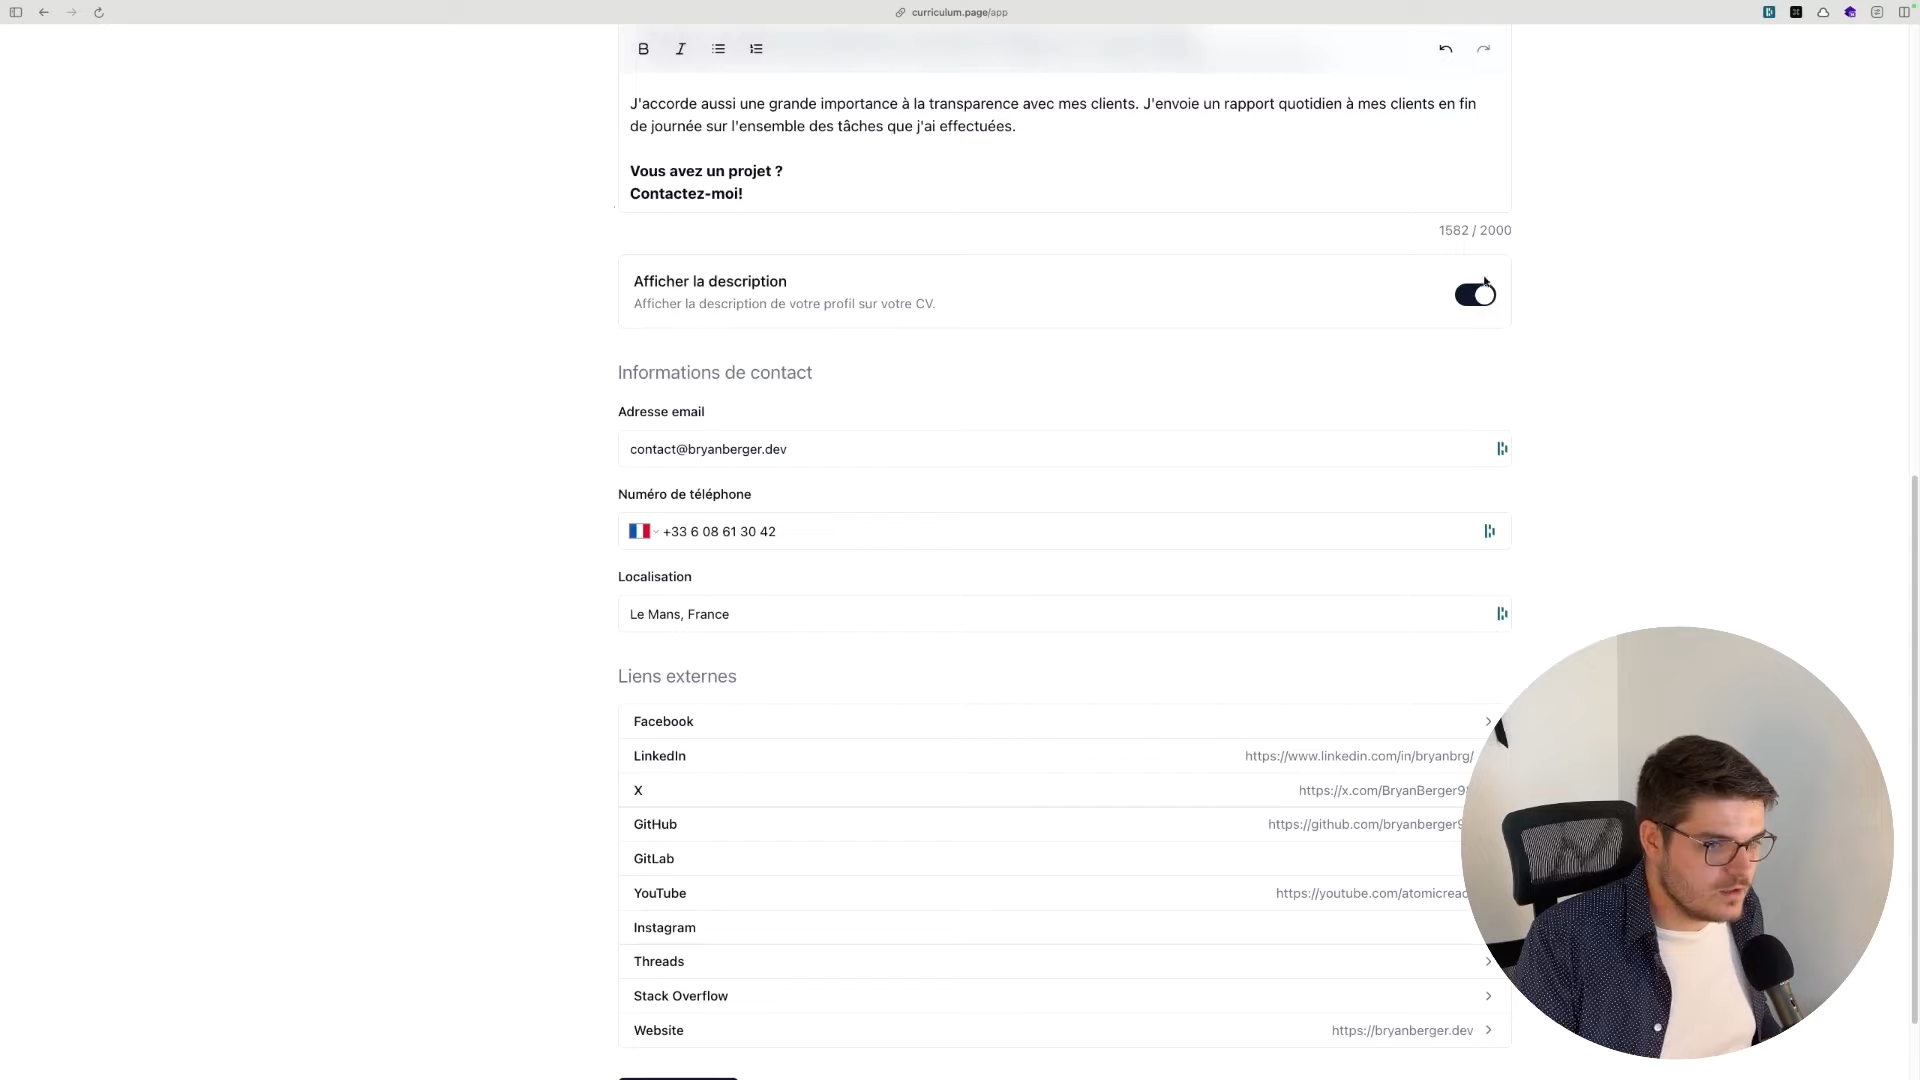 curriculum.page/app
J'accorde aussi une grande importance à la transparence avec mes clients. J'envoie un rapport quotidien à mes clients en fin
de journée sur l'ensemble des tâches que j'ai effectuées.
Vous avez un projet ?
Contactez-moi!
1582 / 2000
Afficher la description
Afficher la description de votre profil sur votre CV.
Informations de contact
Adresse email
contact@bryanberger.dev
Numéro de téléphone
+33 6 08 61 30 42
Localisation
Le Mans, France
Liens externes
Facebook
LinkedIn https://www.linkedin.com/in/bryanbrg/
X https://x.com/BryanBerger9
GitHub https://github.com/bryanberger9
GitLab
YouTube https://youtube.com/atomicreac
Instagram
Threads
Stack Overflow
Website https://bryanberger.dev